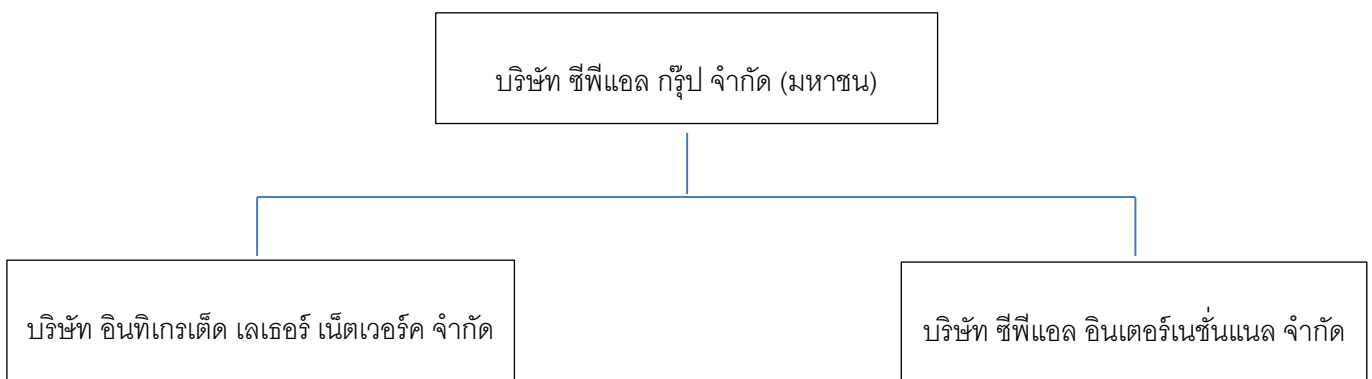 บริษัท ซีพีแอล กรุ๊ป จำกัด (มหาชน)
บริษัท อินทิเกรเต็ด เลเธอร์ เน็ตเวอร์ค จำกัด
บริษัท ซีพีแอล อินเตอร์เนชั่นแนล จำกัด